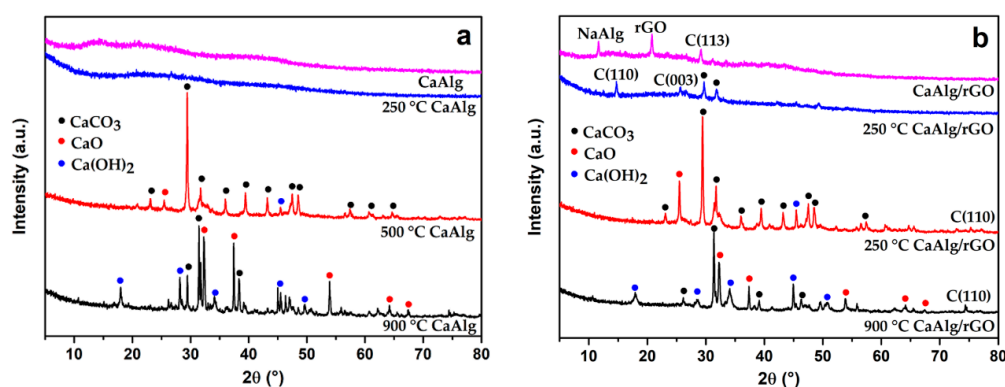 a
CaAlg
250 °C CaAlg
CaCO3
CaO
Ca(OH)2
500 °C CaAlg
900 °C CaAlg
Intensity (a.u.)
5 10 20 30 40 50 60 70 80
2θ (°)
b
NaAlg
rGO
C(113)
CaAlg/rGO
C(110)
C(003)
250 °C CaAlg/rGO
CaCO3
CaO
Ca(OH)2
C(110)
250 °C CaAlg/rGO
C(110)
900 °C CaAlg/rGO
Intensity (a.u.)
5 10 20 30 40 50 60 70 80
2θ (°)